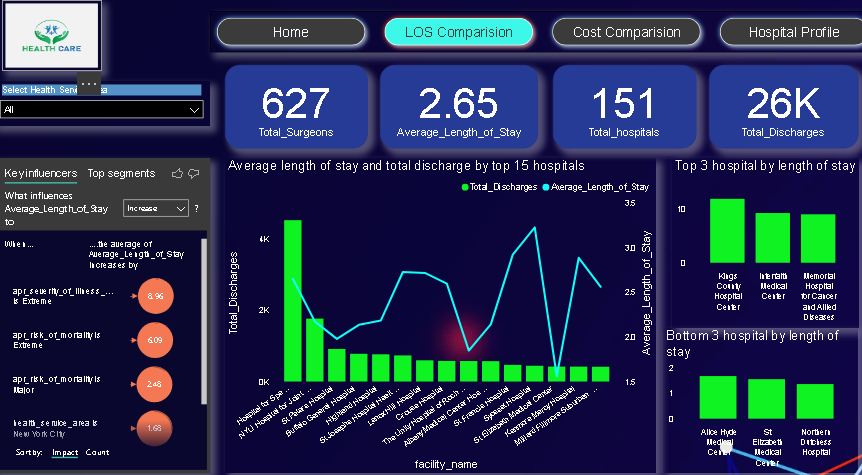 HEALTH CARE
Home
LOS Comparision
Cost Comparision
Hospital Profile
Select Health
All
627
Total_Surgeons
2.65
Average_Length_of_Stay
151
Total_hospitals
26K
Total_Discharges
Key influencers
Top segments
What influences
Average_Length_of_Stay
to
Increase
?
When...
....the average of
Average_Length_of_Stay
increases by
apr_severity_of_illness_...
is Extreme
8.96
apr_risk_of_mortality is
Extreme
6.09
apr_risk_of_mortality is
Major
2.48
health_service_area is
New York City
1.68
Sort by:
Impact
Count
Average length of stay and total discharge by top 15 hospitals
Total_Discharges
Average_Length_of_Stay
Total_Discharges
4K
2K
0K
3.5
3.0
2.5
2.0
1.5
Average_Length_of_Stay
Hospital for Spe...
NYU Hospital for Joint...
St Peters Hospital
Buffalo General Hospital
Highland Hospital
St Josephs Hospital Healt...
Lenox Hill Hospital
Crouse Hospital
The Unity Hospital of Roch...
Albany Medical Center Hos...
St Francis Hospital
Speare Hospital
St Elizabeth Medical Center
Kenmore Mercy Hospital
Millard Fillmore Suburban ...
facility_name
Top 3 hospital by length of stay
10
0
Kings
County
Hospital
Center
Interfaith
Medical
Center
Memorial
Hospital
for Cancer
and Allied
Diseases
Bottom 3 hospital by length of
stay
2
1
0
Alice Hyde
Medical
Center
St
Elizabeth
Medical
Center
Northern
Dutchess
Hospital